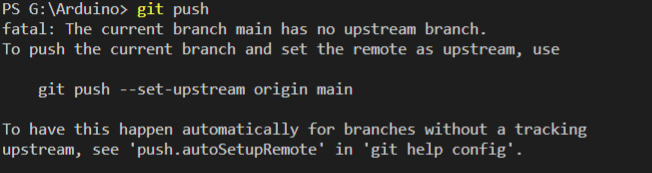 PS G:\Arduino> git push
fatal: The current branch main has no upstream branch.
To push the current branch and set the remote as upstream, use
    git push --set-upstream origin main
To have this happen automatically for branches without a tracking
upstream, see 'push.autoSetupRemote' in 'git help config'.